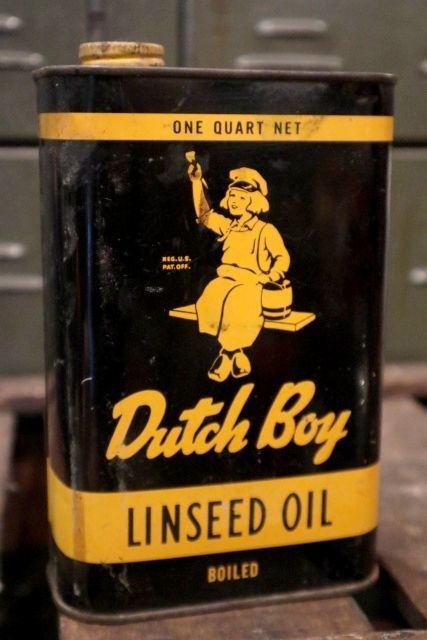 ONE QUART NET
REG. U.S.
PAT. OFF.
Dutch Boy
LINSEED OIL
BOILED